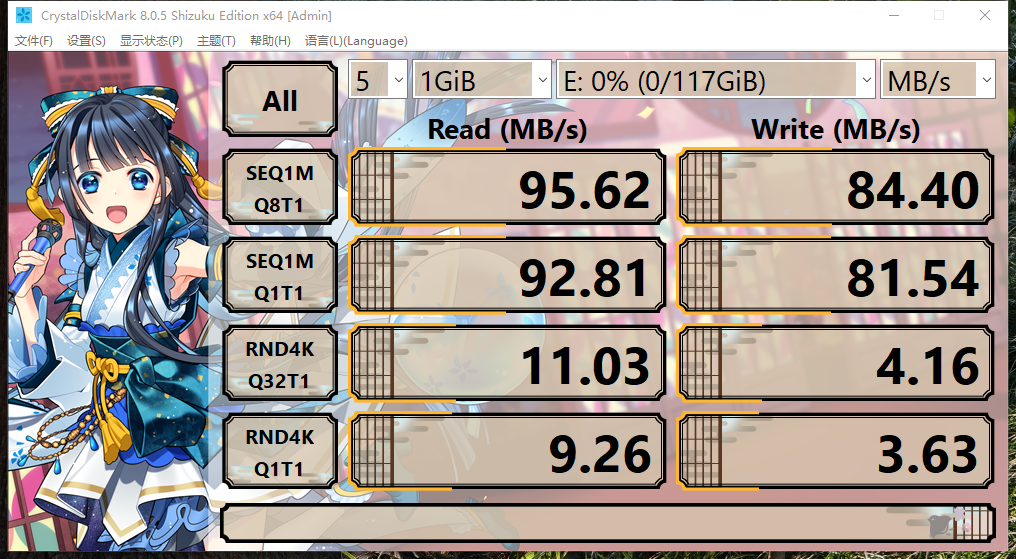 CrystalDiskMark 8.0.5 Shizuku Edition x64 [Admin]
文件(F) 设置(S) 显示状态(P) 主题(T) 帮助(H) 语言(L)(Language)
All 5 1GiB E: 0% (0/117GiB) MB/s
Read (MB/s) Write (MB/s)
SEQ1M
Q8T1
95.62 84.40
SEQ1M
Q1T1
92.81 81.54
RND4K
Q32T1
11.03 4.16
RND4K
Q1T1
9.26 3.63